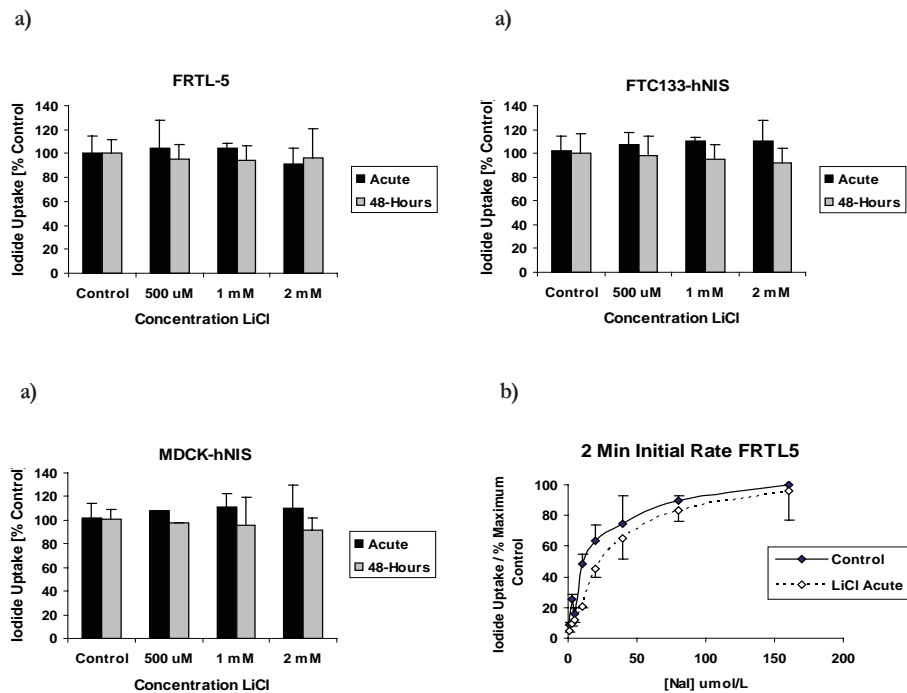 a)
FRTL-5
Iodide Uptake [% Control]
140
120
100
80
60
40
20
0
Control 500 uM 1 mM 2 mM
Concentration LiCl
Acute
48-Hours
a)
FTC133-hNIS
Iodide Uptake [% Control]
140
120
100
80
60
40
20
0
Control 500 uM 1 mM 2 mM
Concentration LiCl
Acute
48-Hours
a)
MDCK-hNIS
Iodide Uptake [% Control]
140
120
100
80
60
40
20
0
Control 500 uM 1 mM 2 mM
Concentration LiCl
Acute
48-Hours
b)
2 Min Initial Rate FRTL5
Iodide Uptake / % Maximum
Control
100
80
60
40
20
0
0 50 100 150 200
[NaI] umol/L
Control
LiCl Acute